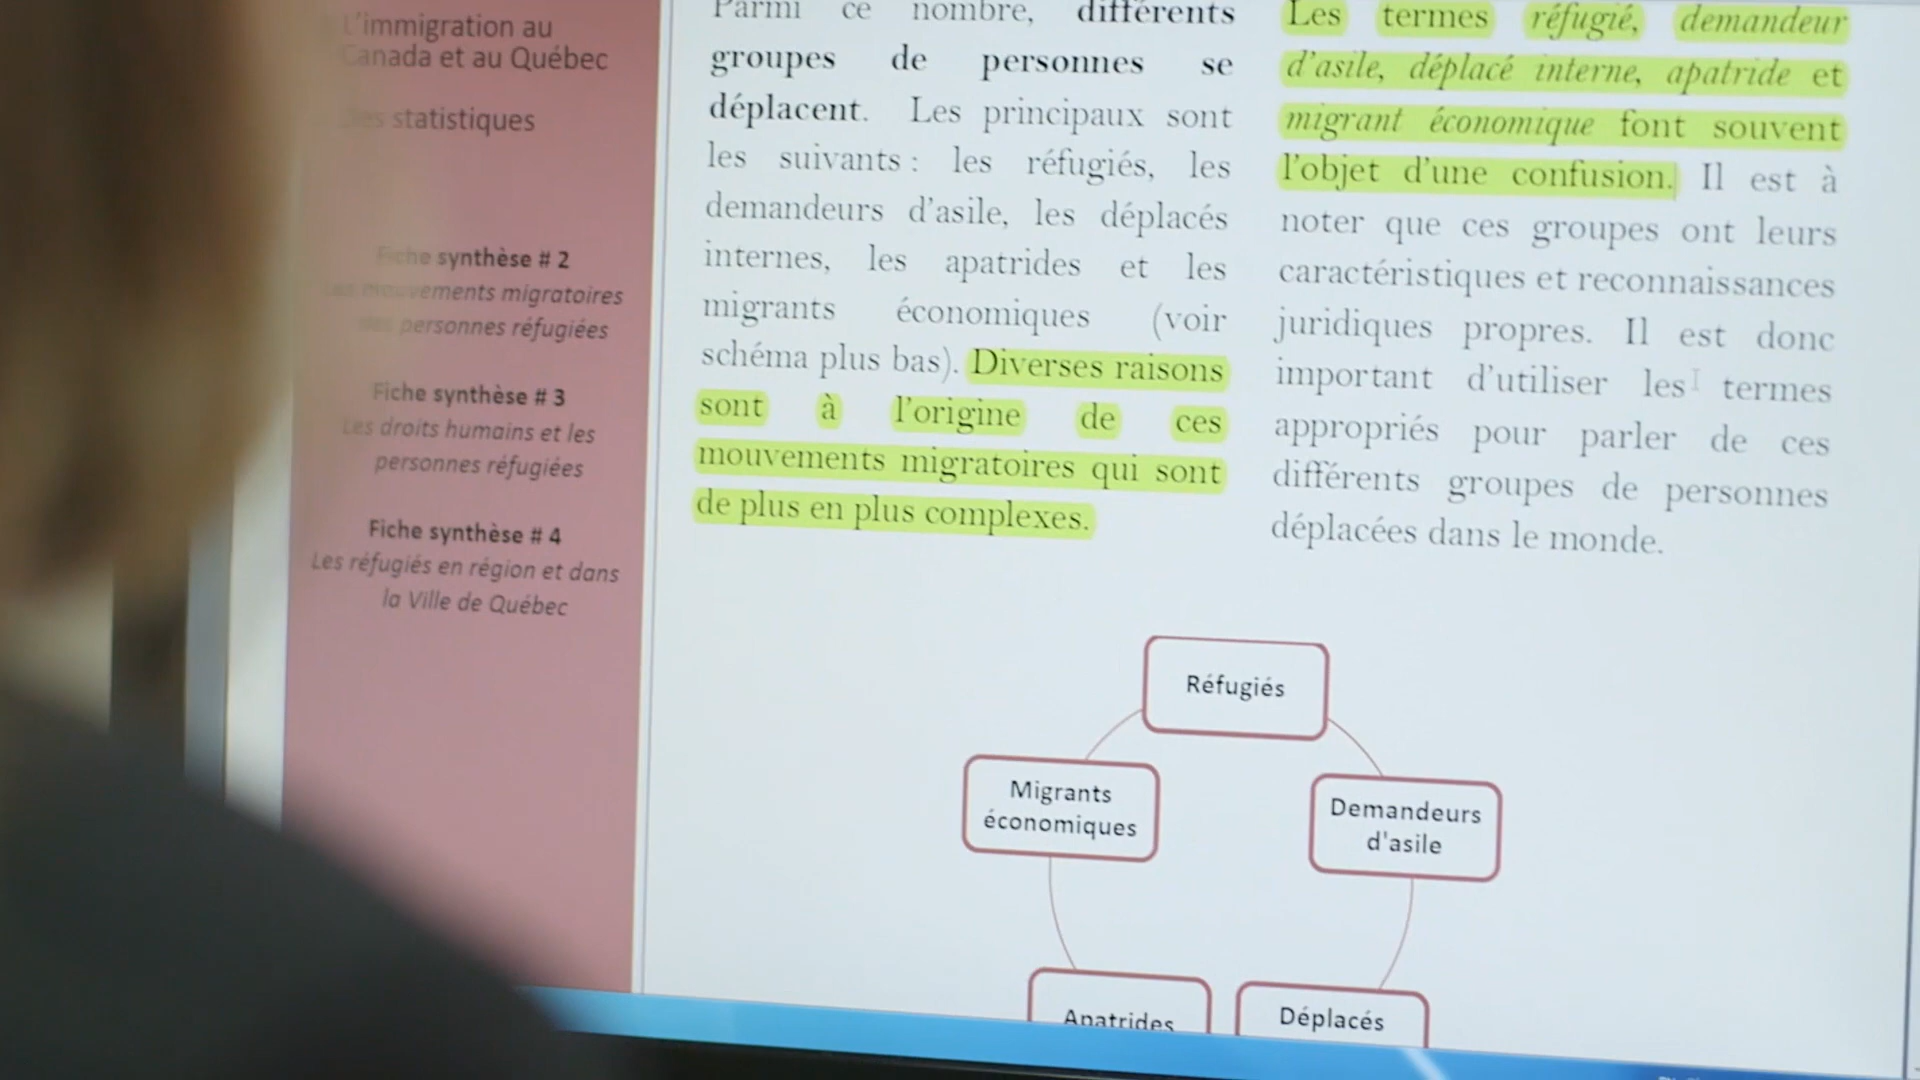 L'immigration au
Canada et au Québec
statistiques
Fiche synthèse # 2
Les mouvements migratoires
des personnes réfugiées
Fiche synthèse # 3
Les droits humains et les
personnes réfugiées
Fiche synthèse # 4
Les réfugiés en région et dans
la Ville de Québec
Parmi ce nombre, différents
groupes de personnes se
déplacent. Les principaux sont
les suivants : les réfugiés, les
demandeurs d'asile, les déplacés
internes, les apatrides et les
migrants économiques (voir
schéma plus bas). Diverses raisons
sont à l'origine de ces
mouvements migratoires qui sont
de plus en plus complexes.
Les termes réfugié, demandeur
d'asile, déplacé interne, apatride et
migrant économique font souvent
l'objet d'une confusion. Il est à
noter que ces groupes ont leurs
caractéristiques et reconnaissances
juridiques propres. Il est donc
important d'utiliser les termes
appropriés pour parler de ces
différents groupes de personnes
déplacées dans le monde.
Réfugiés
Migrants
économiques
Demandeurs
d'asile
Apatrides
Déplacés